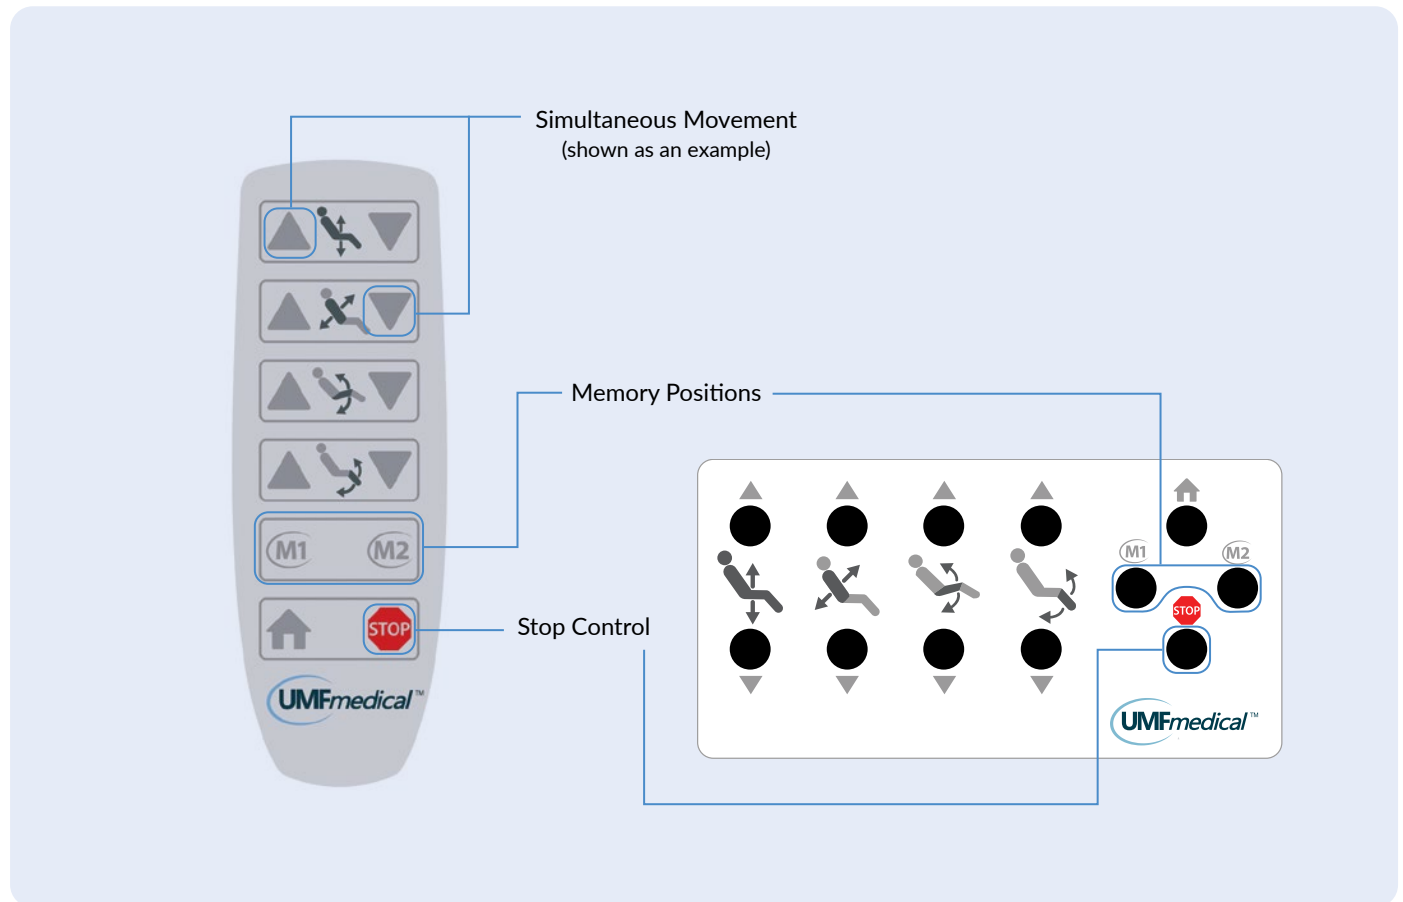 Simultaneous Movement
(shown as an example)
Memory Positions
M1 M2
M1 M2
STOP
Stop Control
STOP
UMFmedical™
UMFmedical™